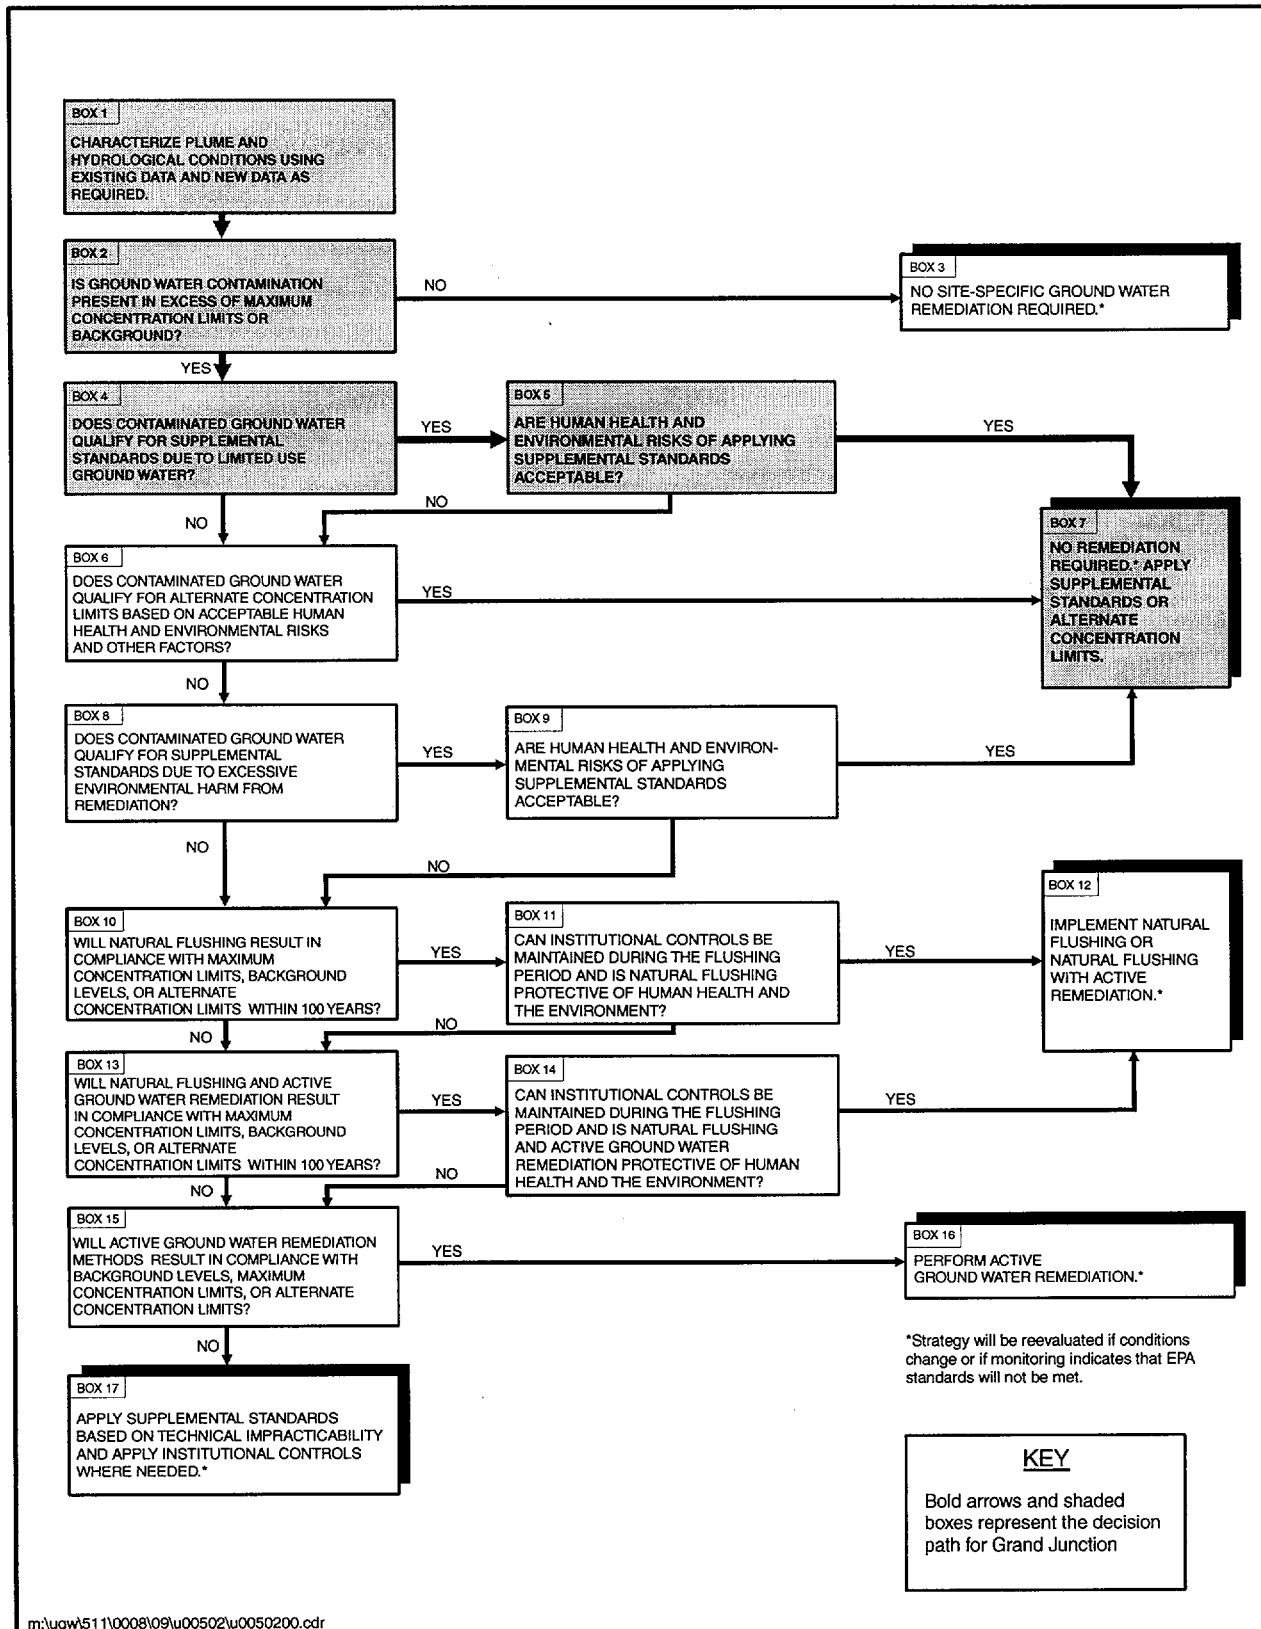 BOX 1
CHARACTERIZE PLUME AND
HYDROLOGICAL CONDITIONS USING
EXISTING DATA AND NEW DATA AS
REQUIRED.
BOX 2
IS GROUND WATER CONTAMINATION
PRESENT IN EXCESS OF MAXIMUM
CONCENTRATION LIMITS OR
BACKGROUND?
NO
BOX 3
NO SITE-SPECIFIC GROUND WATER
REMEDIATION REQUIRED.*
YES
BOX 4
DOES CONTAMINATED GROUND WATER
QUALIFY FOR SUPPLEMENTAL
STANDARDS DUE TO LIMITED USE
GROUND WATER?
YES
BOX 5
ARE HUMAN HEALTH AND
ENVIRONMENTAL RISKS OF APPLYING
SUPPLEMENTAL STANDARDS
ACCEPTABLE?
YES
NO
NO
BOX 7
NO REMEDIATION
REQUIRED.* APPLY
SUPPLEMENTAL
STANDARDS OR
ALTERNATE
CONCENTRATION
LIMITS.
BOX 6
DOES CONTAMINATED GROUND WATER
QUALIFY FOR ALTERNATE CONCENTRATION
LIMITS BASED ON ACCEPTABLE HUMAN
HEALTH AND ENVIRONMENTAL RISKS
AND OTHER FACTORS?
YES
NO
BOX 8
DOES CONTAMINATED GROUND WATER
QUALIFY FOR SUPPLEMENTAL
STANDARDS DUE TO EXCESSIVE
ENVIRONMENTAL HARM FROM
REMEDIATION?
YES
BOX 9
ARE HUMAN HEALTH AND ENVIRON-
MENTAL RISKS OF APPLYING
SUPPLEMENTAL STANDARDS
ACCEPTABLE?
YES
NO
NO
BOX 10
WILL NATURAL FLUSHING RESULT IN
COMPLIANCE WITH MAXIMUM
CONCENTRATION LIMITS, BACKGROUND
LEVELS, OR ALTERNATE
CONCENTRATION LIMITS WITHIN 100 YEARS?
YES
BOX 11
CAN INSTITUTIONAL CONTROLS BE
MAINTAINED DURING THE FLUSHING
PERIOD AND IS NATURAL FLUSHING
PROTECTIVE OF HUMAN HEALTH AND
THE ENVIRONMENT?
YES
BOX 12
IMPLEMENT NATURAL
FLUSHING OR
NATURAL FLUSHING
WITH ACTIVE
REMEDIATION.*
NO
NO
BOX 13
WILL NATURAL FLUSHING AND ACTIVE
GROUND WATER REMEDIATION RESULT
IN COMPLIANCE WITH MAXIMUM
CONCENTRATION LIMITS, BACKGROUND
LEVELS, OR ALTERNATE
CONCENTRATION LIMITS WITHIN 100 YEARS?
YES
BOX 14
CAN INSTITUTIONAL CONTROLS BE
MAINTAINED DURING THE FLUSHING
PERIOD AND IS NATURAL FLUSHING
AND ACTIVE GROUND WATER
REMEDIATION PROTECTIVE OF HUMAN
HEALTH AND THE ENVIRONMENT?
YES
NO
NO
BOX 15
WILL ACTIVE GROUND WATER REMEDIATION
METHODS RESULT IN COMPLIANCE WITH
BACKGROUND LEVELS, MAXIMUM
CONCENTRATION LIMITS, OR ALTERNATE
CONCENTRATION LIMITS?
YES
BOX 16
PERFORM ACTIVE
GROUND WATER REMEDIATION.*
NO
BOX 17
APPLY SUPPLEMENTAL STANDARDS
BASED ON TECHNICAL IMPRACTICABILITY
AND APPLY INSTITUTIONAL CONTROLS
WHERE NEEDED.*
*Strategy will be reevaluated if conditions
change or if monitoring indicates that EPA
standards will not be met.
KEY
Bold arrows and shaded
boxes represent the decision
path for Grand Junction
m:\ugw\511\0008\09\u00502\u0050200.cdr